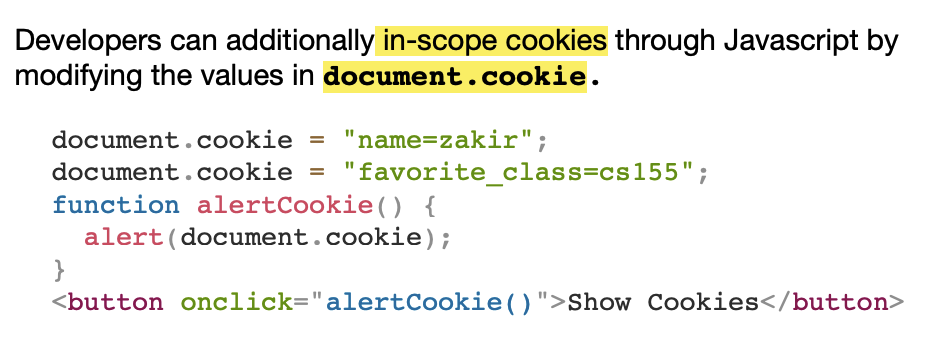 Developers can additionally in-scope cookies through Javascript by
modifying the values in document.cookie.
document.cookie = "name=zakir";
document.cookie = "favorite_class=cs155";
function alertCookie() {
  alert(document.cookie);
}
<button onclick="alertCookie()">Show Cookies</button>